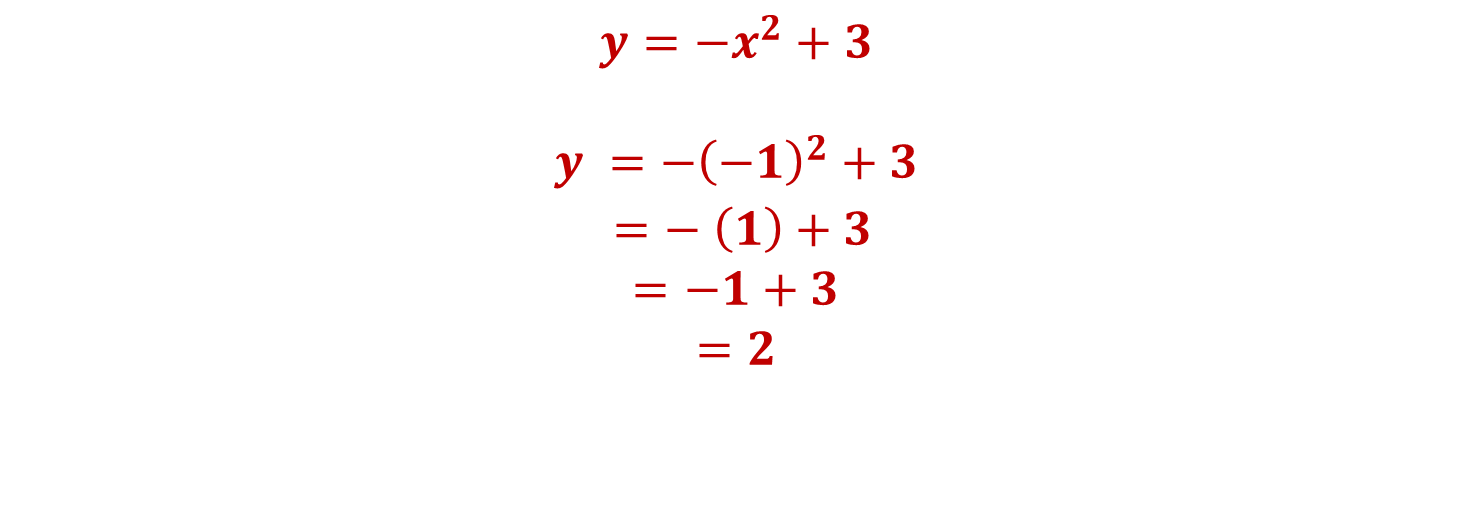 y = −x² + 3
y = −(−1)² + 3
= − (1) + 3
= −1 + 3
= 2